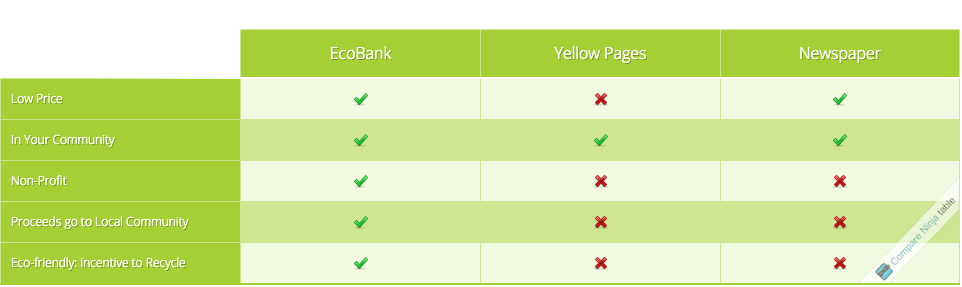 EcoBank Yellow Pages Newspaper
Low Price
In Your Community
Non-Profit
Proceeds go to Local Community
Eco-friendly: Incentive to Recycle
Compare Ninja table